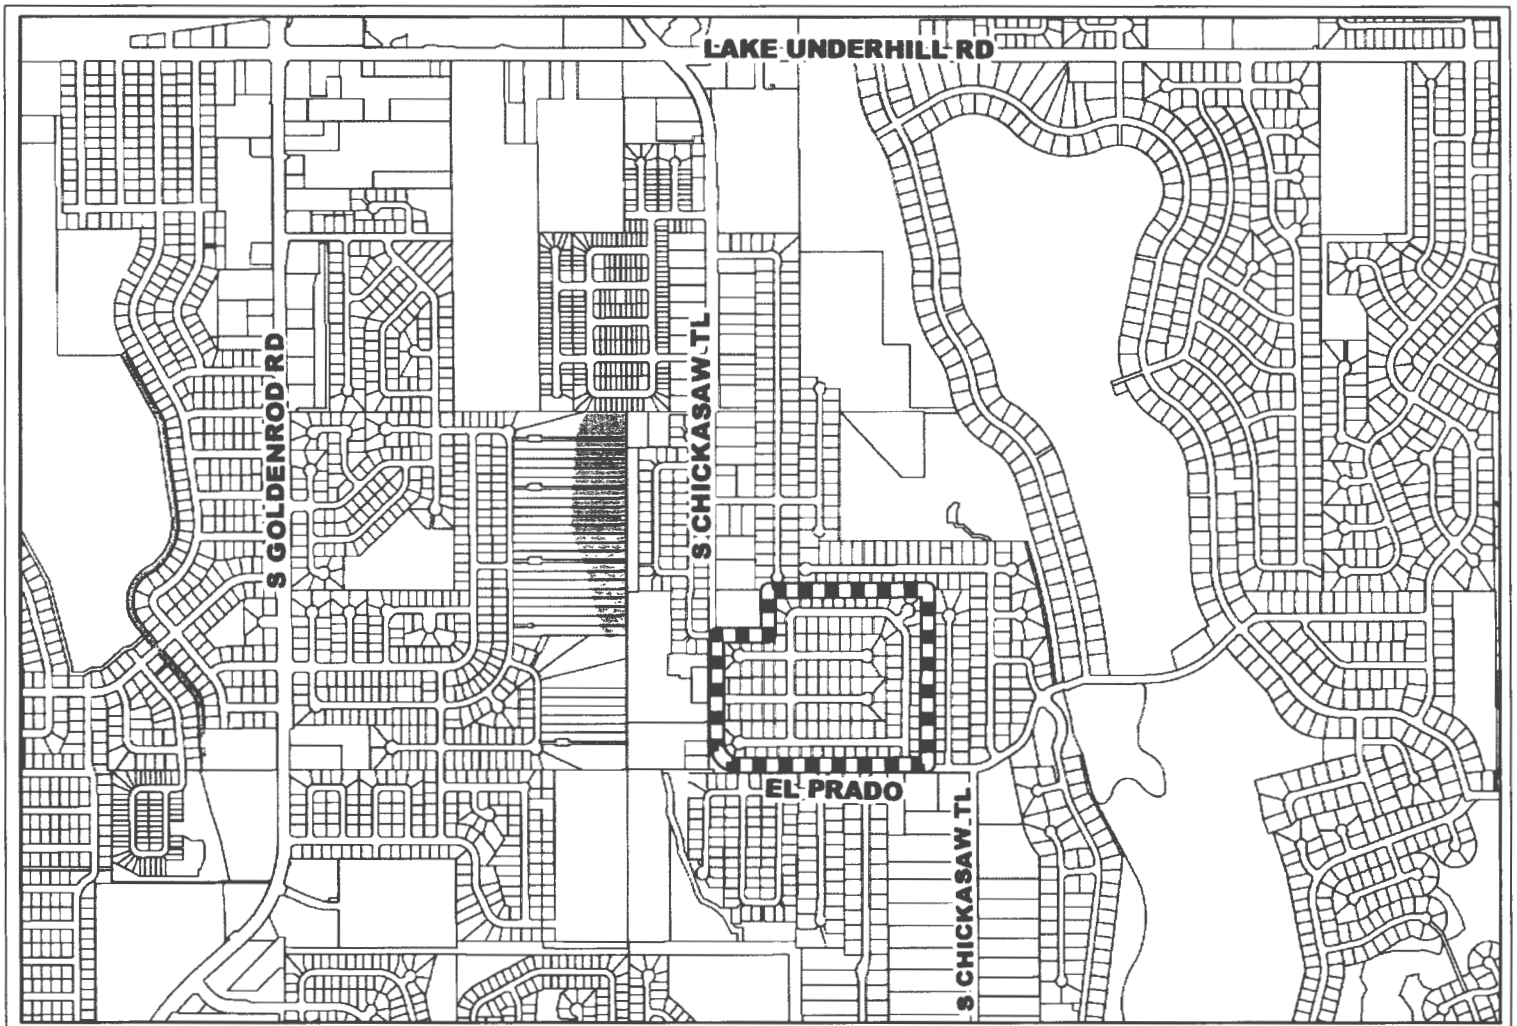 LAKE UNDERHILL RD
S GOLDENROD RD
S CHICKASAW TL
EL PRADO
S CHICKASAW TL